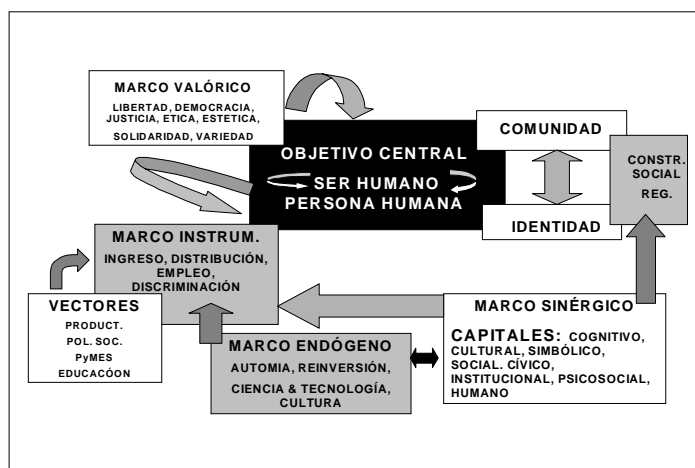 MARCO VALÓRICO
LIBERTAD, DEMOCRACIA,
JUSTICIA, ETICA, ESTETICA,
SOLIDARIDAD, VARIEDAD
OBJETIVO CENTRAL
SER HUMANO
PERSONA HUMANA
COMUNIDAD
IDENTIDAD
CONSTR.
SOCIAL
REG.
MARCO INSTRUM.
INGRESO, DISTRIBUCIÓN,
EMPLEO,
DISCRIMINACIÓN
VECTORES
PRODUCT.
POL. SOC.
PyMES
EDUCACÓON
MARCO ENDÓGENO
AUTOMIA, REINVERSIÓN,
CIENCIA & TECNOLOGÍA,
CULTURA
MARCO SINÉRGICO
CAPITALES: COGNITIVO,
CULTURAL, SIMBÓLICO,
SOCIAL. CÍVICO,
INSTITUCIONAL, PSICOSOCIAL,
HUMANO